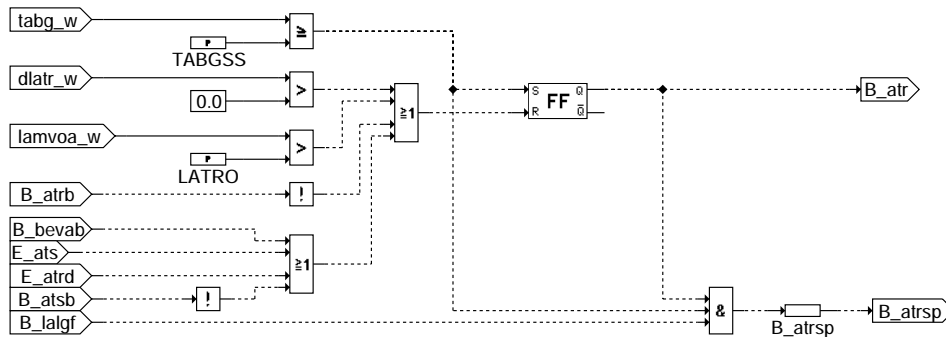 tabg_w
P
TABGSS
≥
dlatr_w
0.0
>
lamvoa_w
P
LATRO
>
≥1
S Q
FF
R Q̅
B_atr
B_atrb
!
B_bevab
E_ats
E_atrd
B_atsb
!
≥1
B_lalgf
&
B_atrsp
B_atrsp